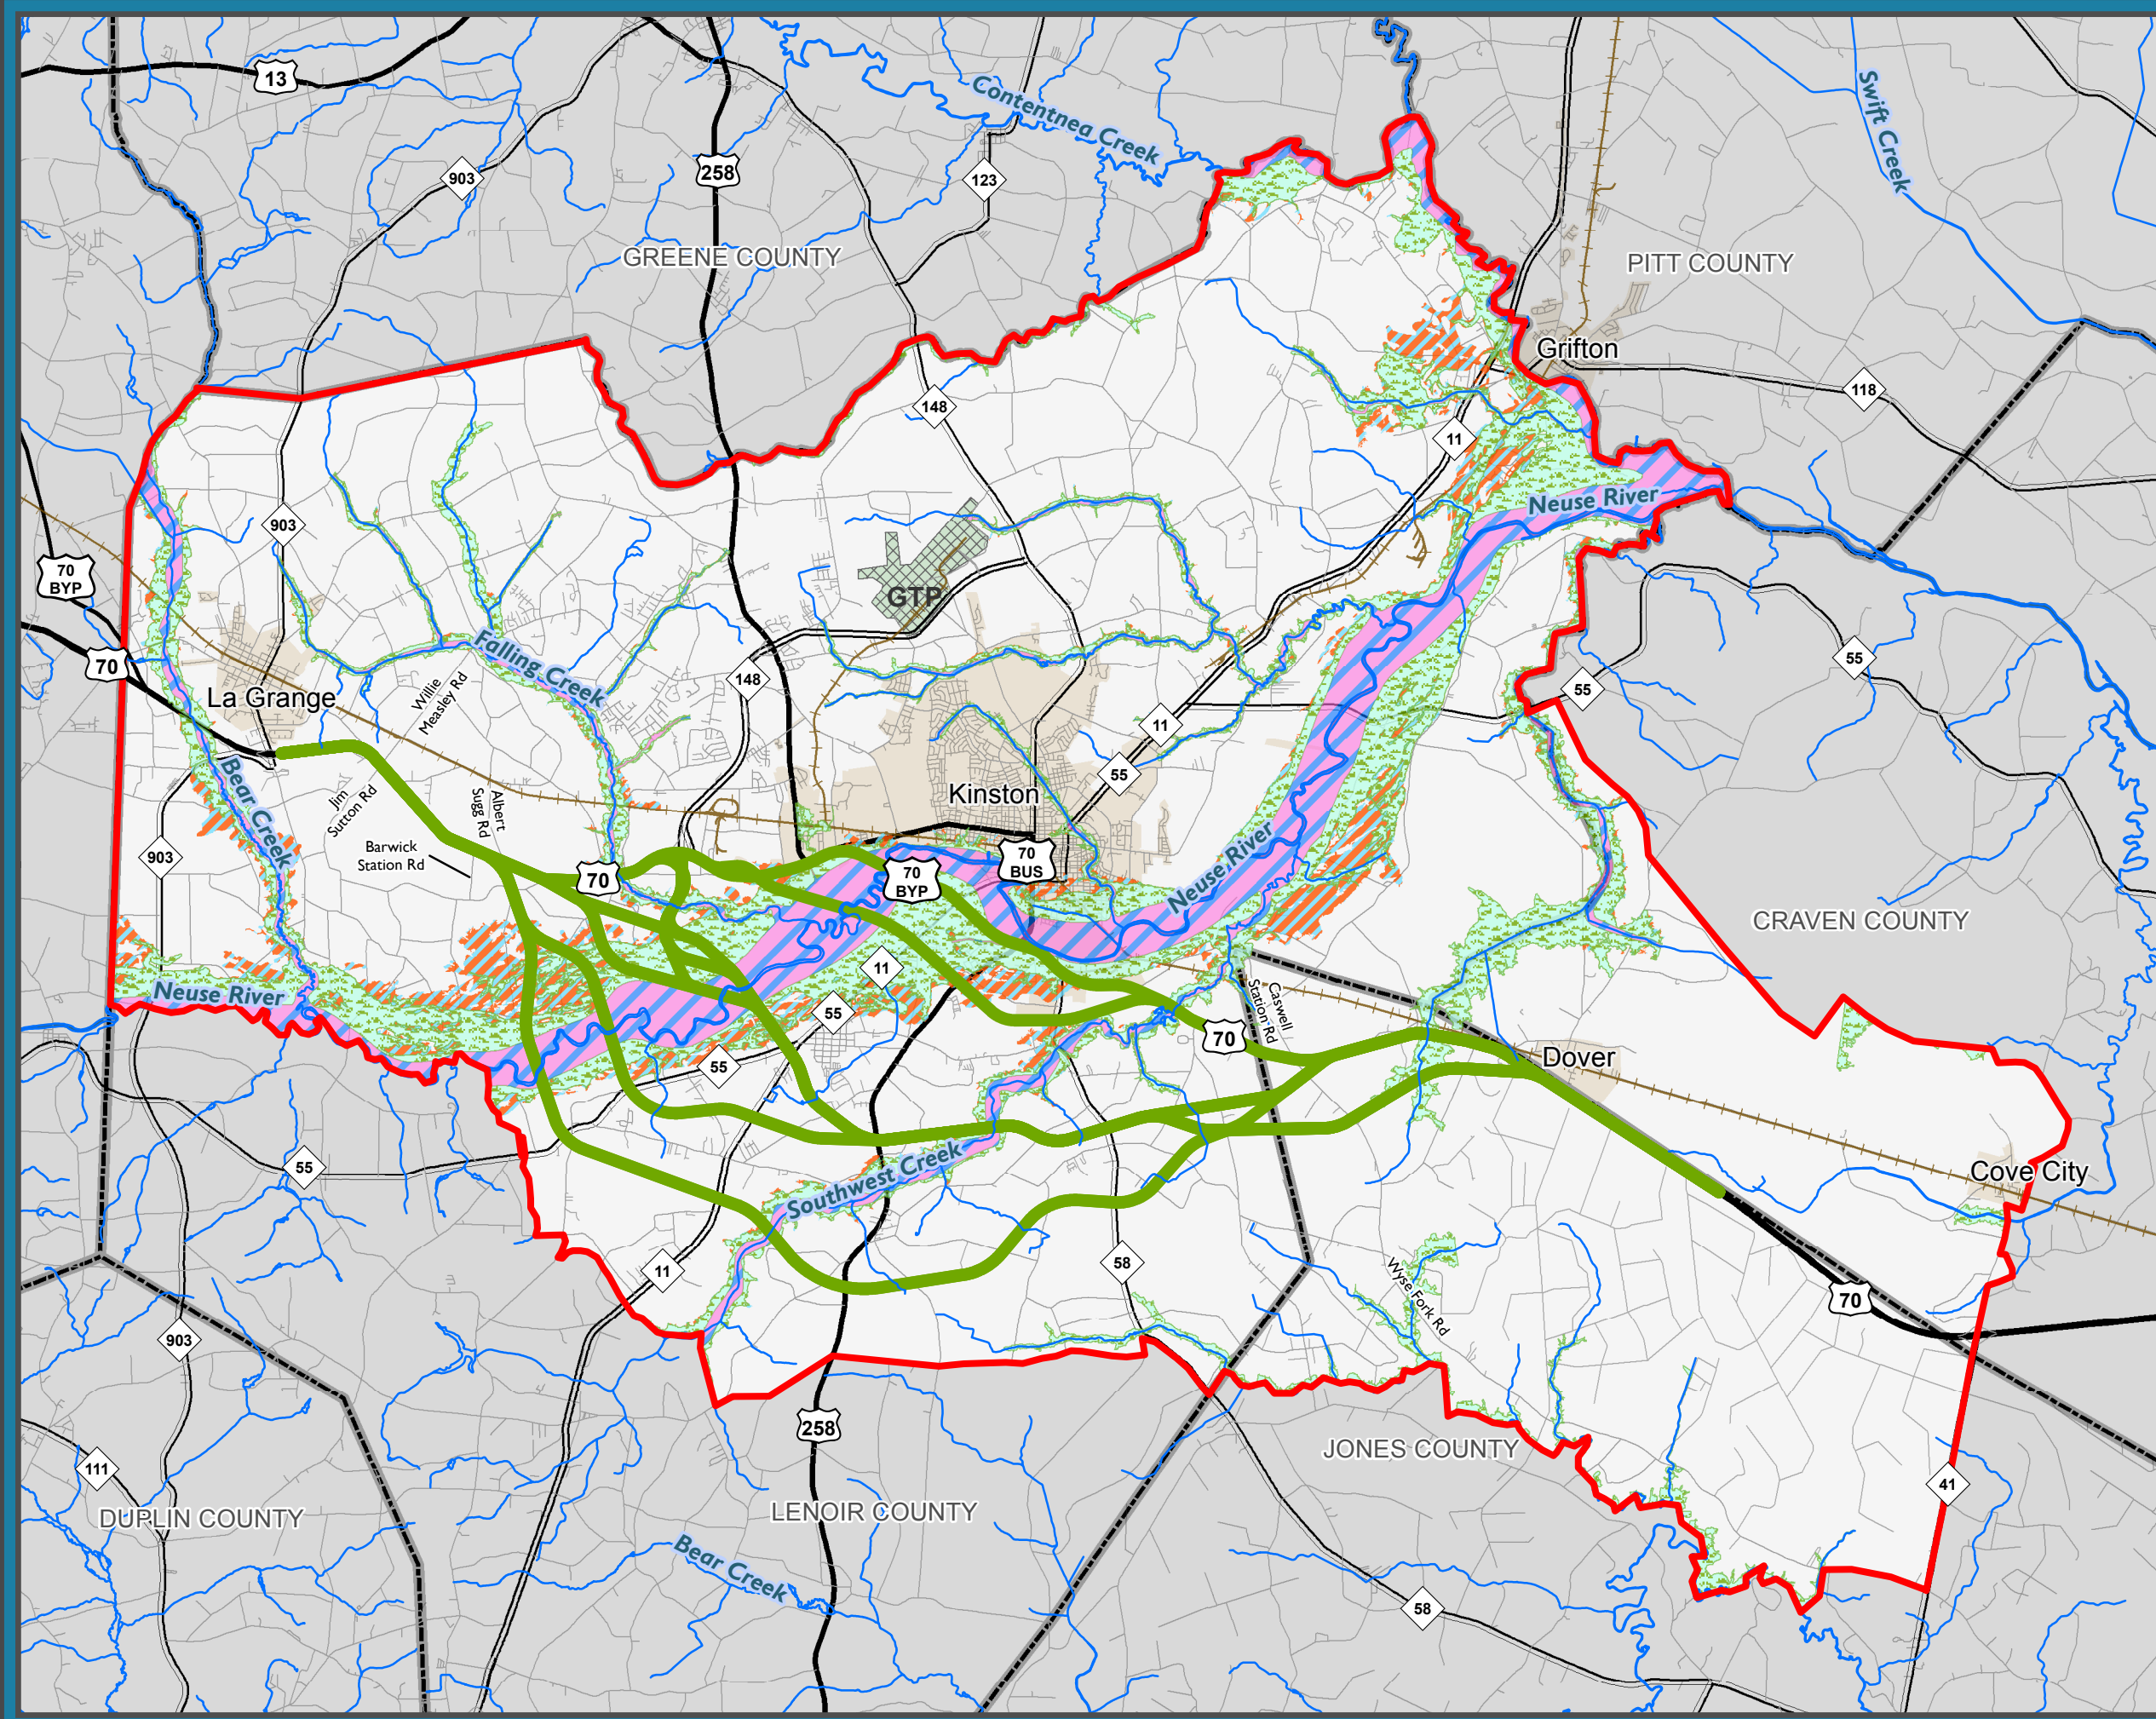 13
Contentnea Creek
Swift Creek
903
258
123
GREENE COUNTY
PITT COUNTY
Grifton
118
148
11
Neuse River
903
70
BYP
GTP
Falling Creek
55
70
148
55
La Grange
Willie
Measley Rd
11
55
Kinston
Bear Creek
Jim
Sutton Rd
Albert
Sugg Rd
Barwick
Station Rd
903
70
70
BYP
70
BUS
Neuse River
CRAVEN COUNTY
11
Neuse River
55
Caswell
Station Rd
70
55
Dover
55
Southwest Creek
Cove City
11
58
Wyse Fork Rd
70
903
258
JONES COUNTY
111
41
DUPLIN COUNTY
LENOIR COUNTY
Bear Creek
58